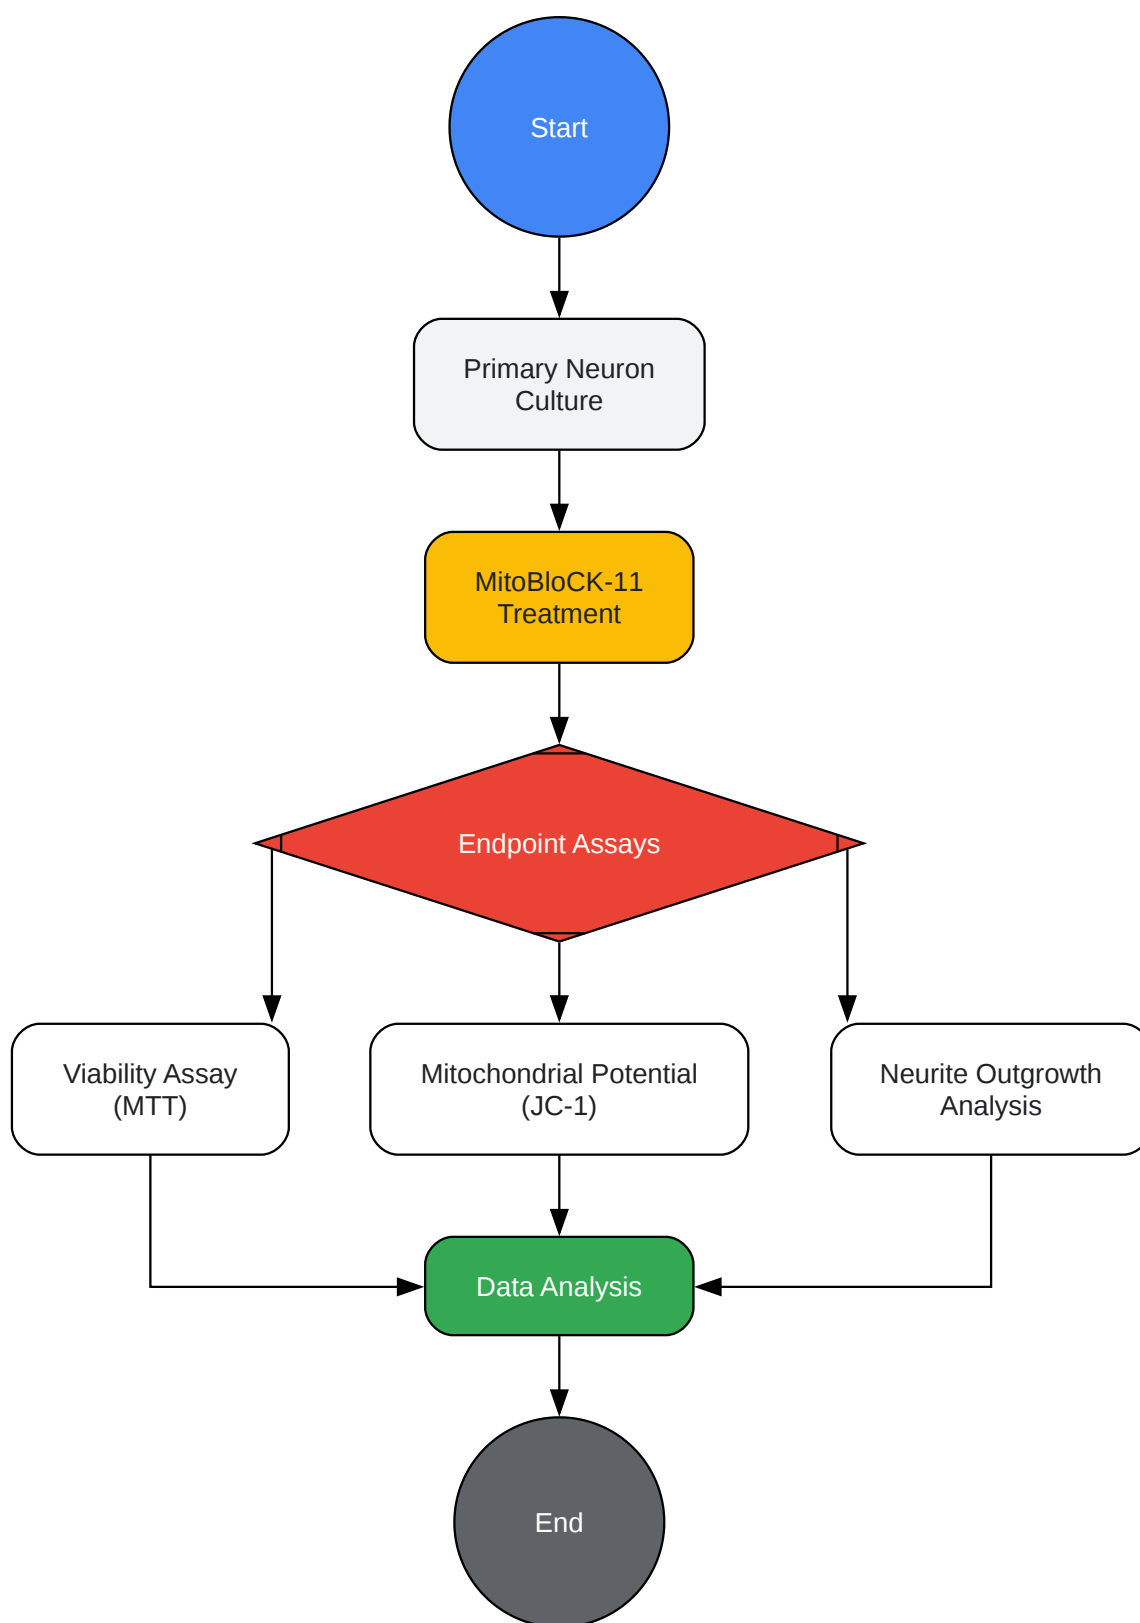 Start
Primary Neuron
Culture
MitoBloCK-11
Treatment
Endpoint Assays
Viability Assay
(MTT)
Mitochondrial Potential
(JC-1)
Neurite Outgrowth
Analysis
Data Analysis
End